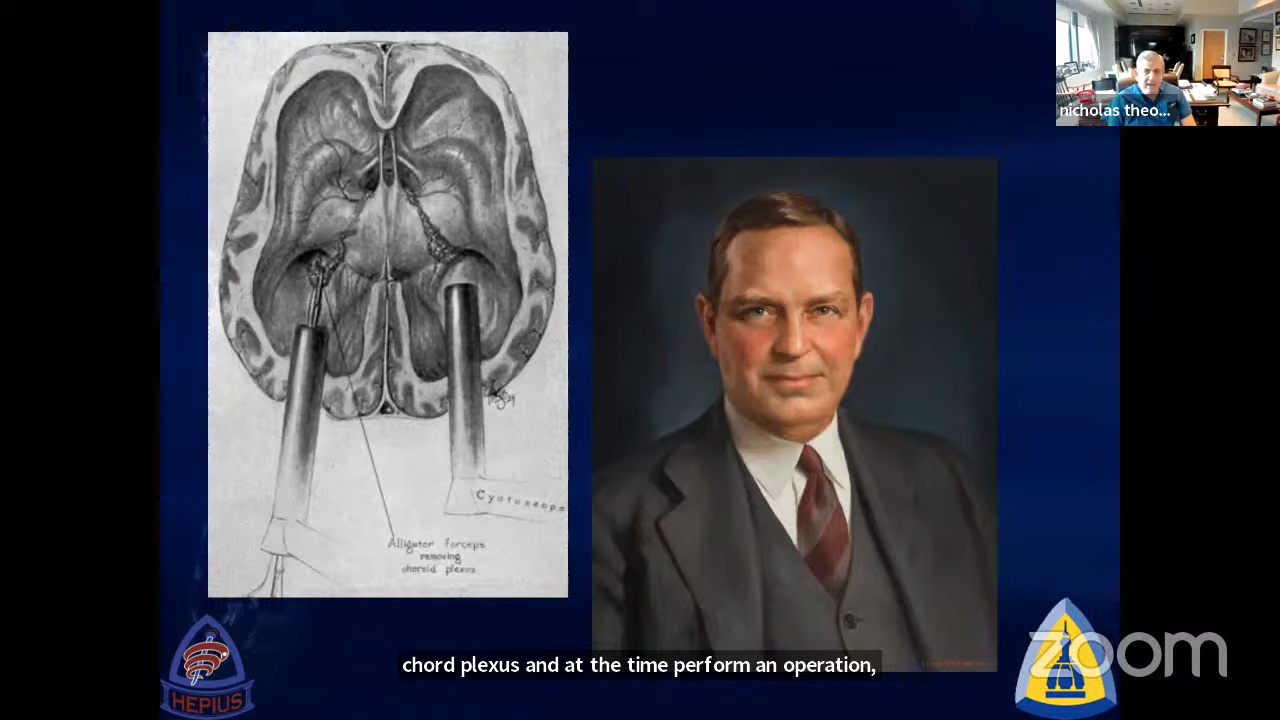 nicholas theo...
Cystoscope
Alligator forceps
removing
choroid plexus
HEPIUS
chord plexus and at the time perform an operation,
zoom